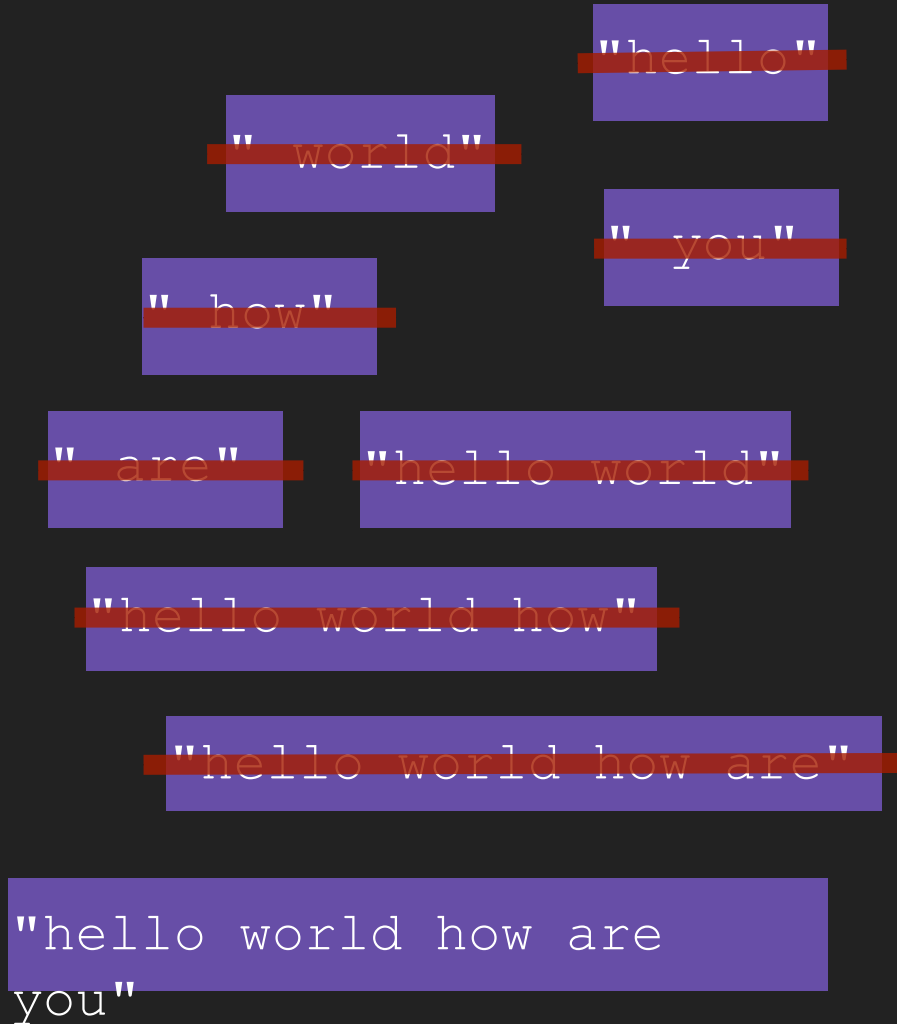 "hello"
" world"
" you"
" how"
" are"
"hello world"
"hello world how"
"hello world how are"
"hello world how are
you"